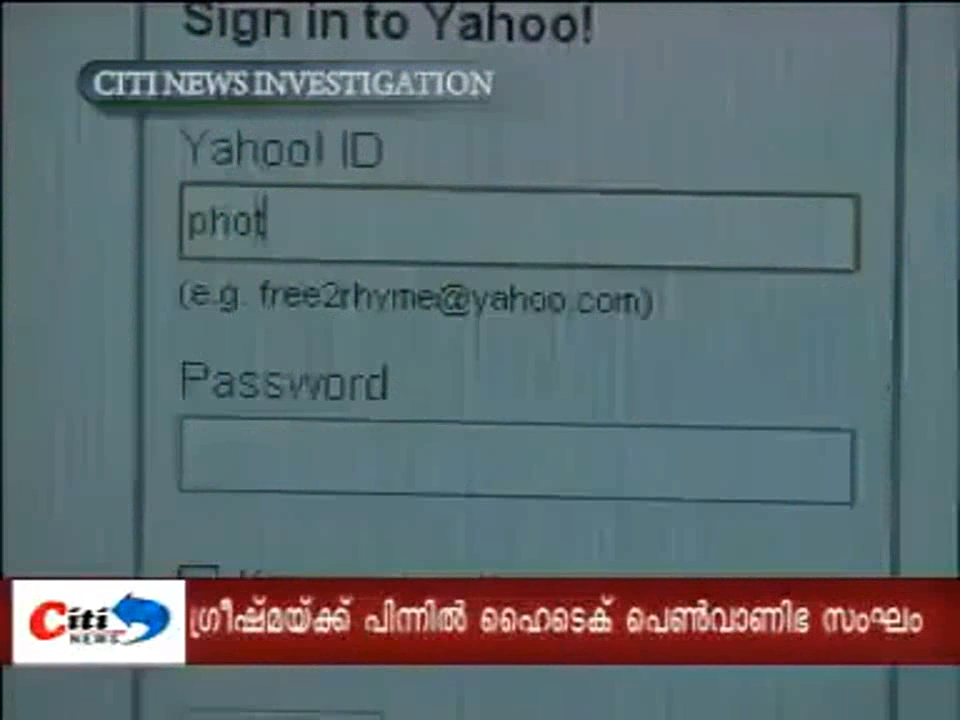 Sign in to Yahoo!
CITI NEWS INVESTIGATION
Yahoo! ID
phot
(e.g. free2rhyme@yahoo.com)
Password
Citi NEWS
ഗ്രീഷ്മയ്ക്ക് പിന്നിൽ ഹൈടെക് പെൺവാണിഭ സംഘം